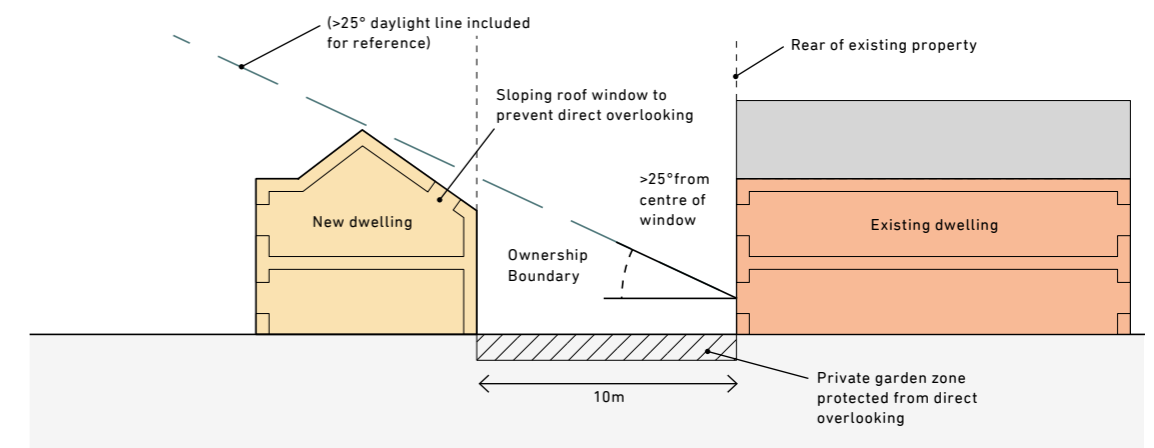 (>25° daylight line included
for reference)
Rear of existing property
Sloping roof window to
prevent direct overlooking
>25°from
centre of
window
New dwelling
Existing dwelling
Ownership
Boundary
10m
Private garden zone
protected from direct
overlooking